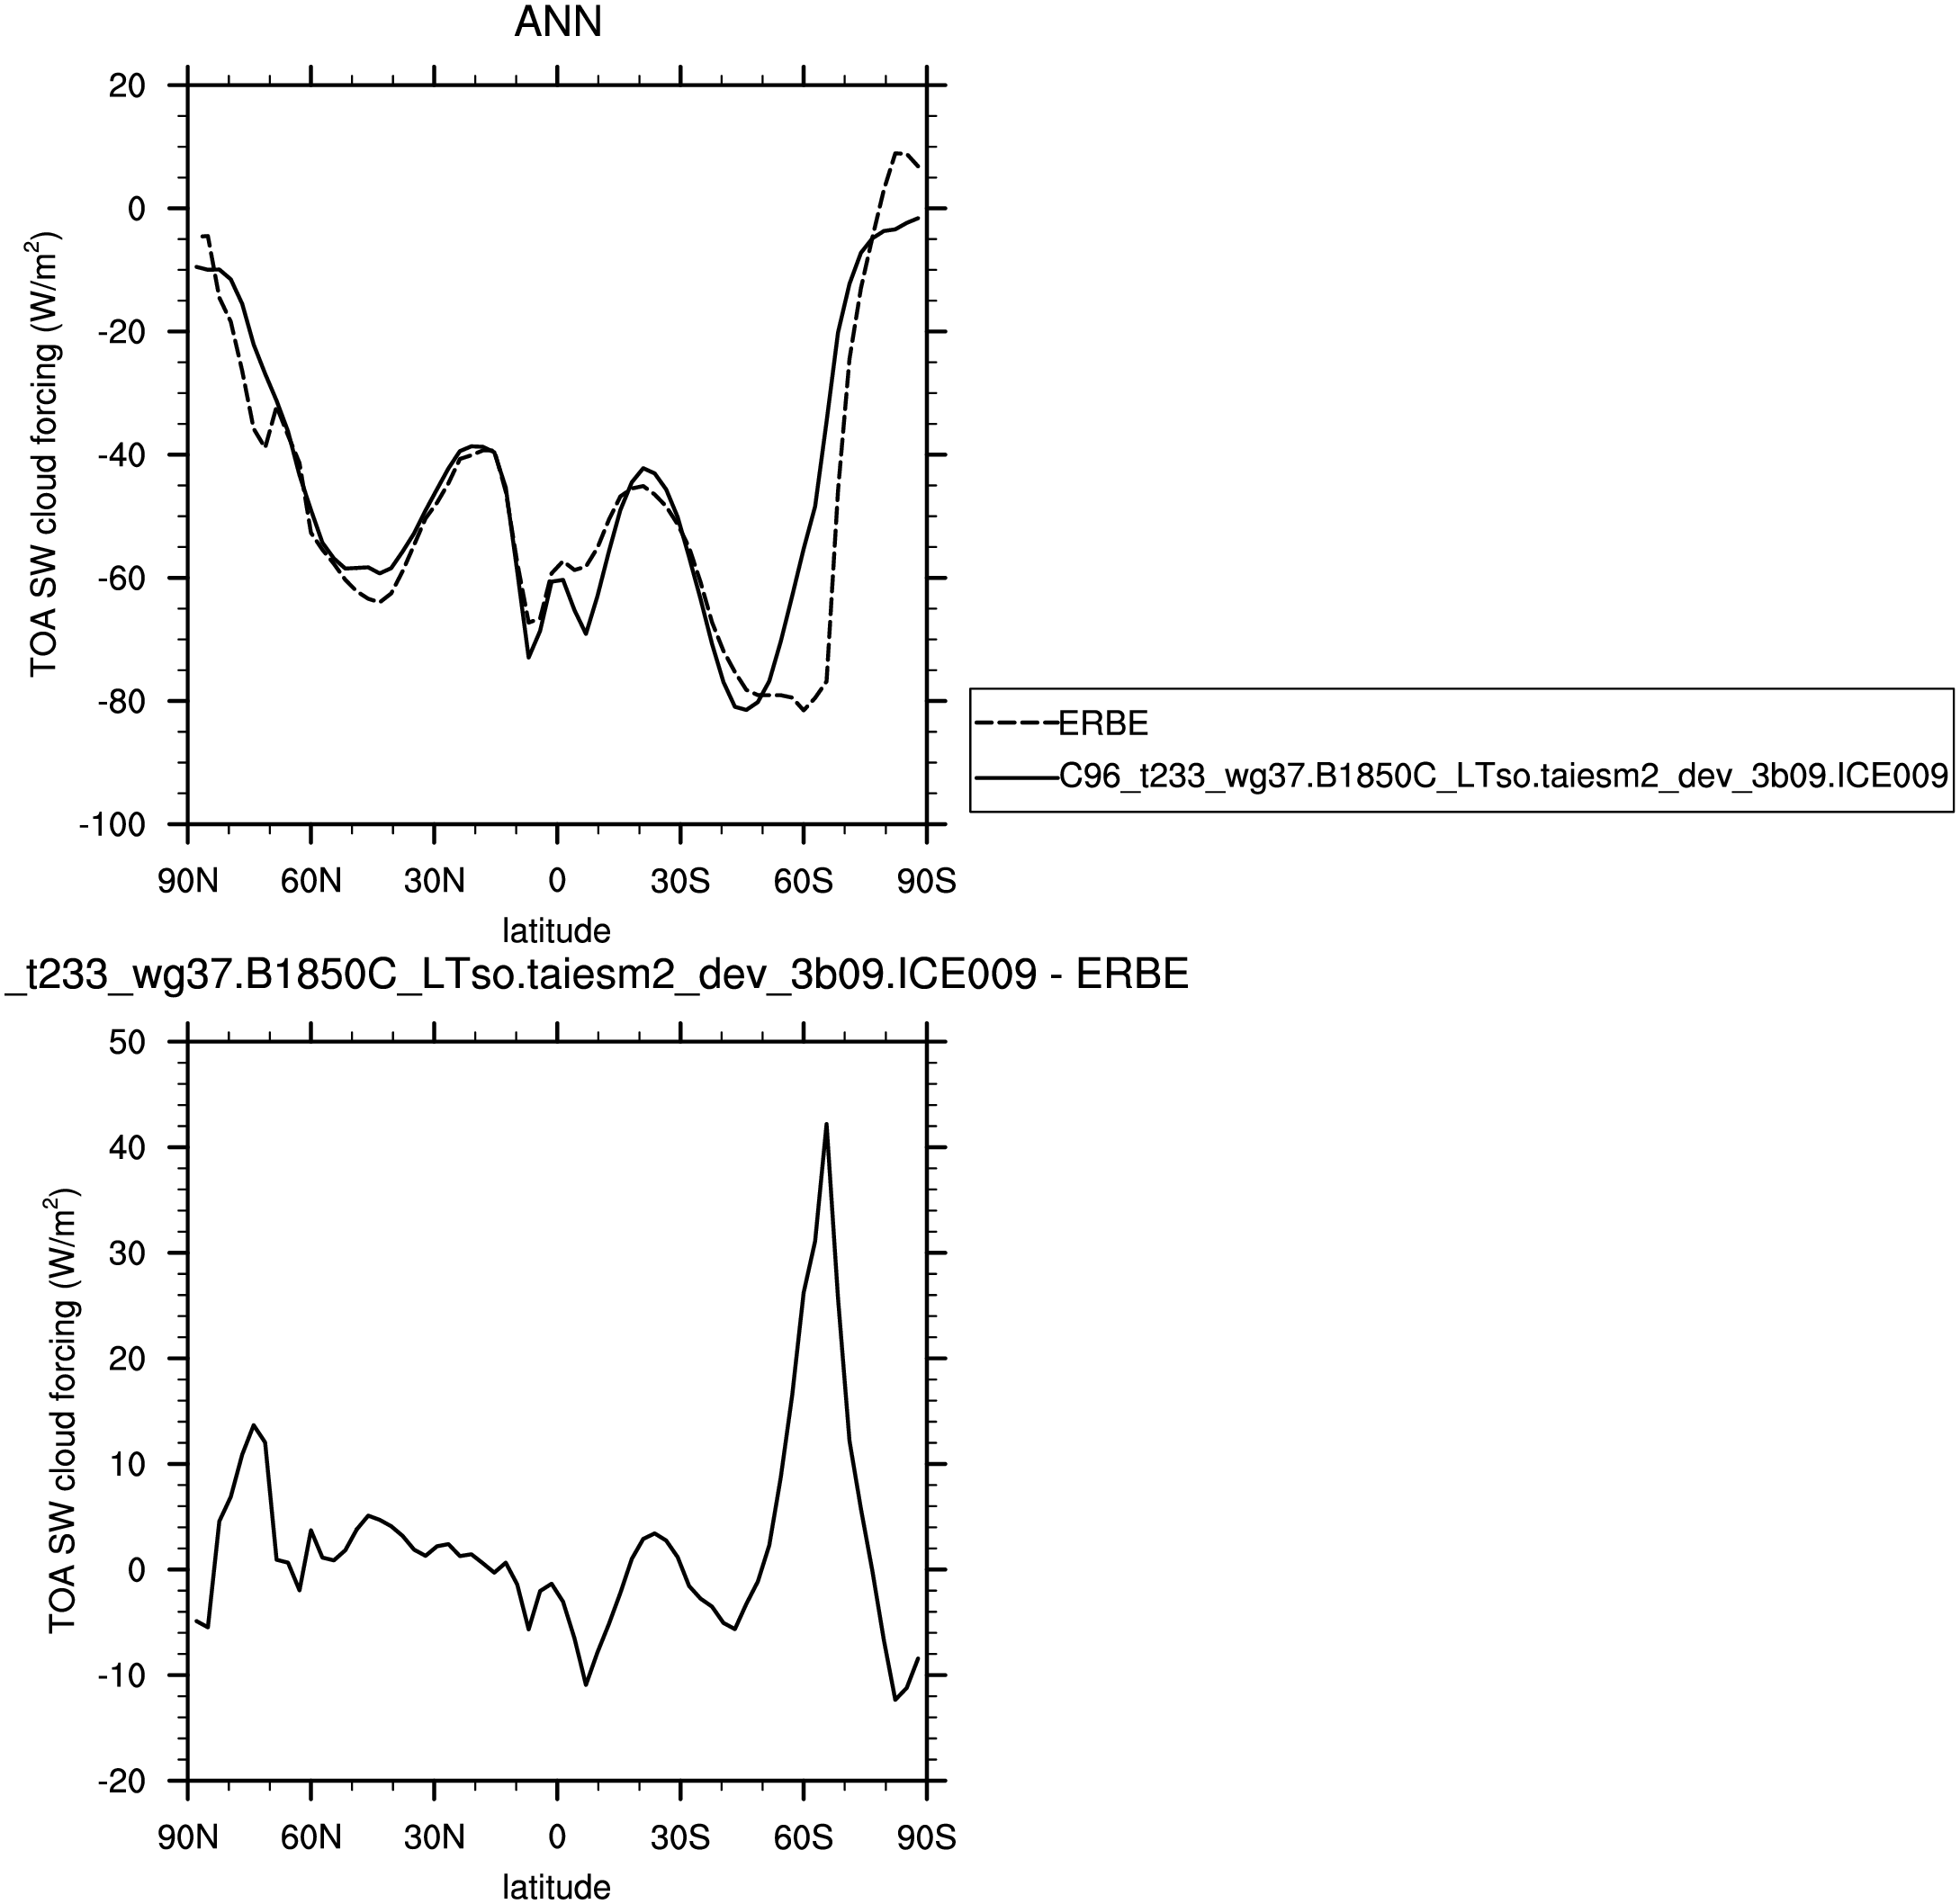 ANN
20
0
-20
-40
-60
-80
-100
TOA SW cloud forcing (W/m²)
90N 60N 30N 0 30S 60S 90S
latitude
ERBE
C96_t233_wg37.B1850C_LTso.taiesm2_dev_3b09.ICE009
_t233_wg37.B1850C_LTso.taiesm2_dev_3b09.ICE009 - ERBE
50
40
30
20
10
0
-10
-20
TOA SW cloud forcing (W/m²)
90N 60N 30N 0 30S 60S 90S
latitude